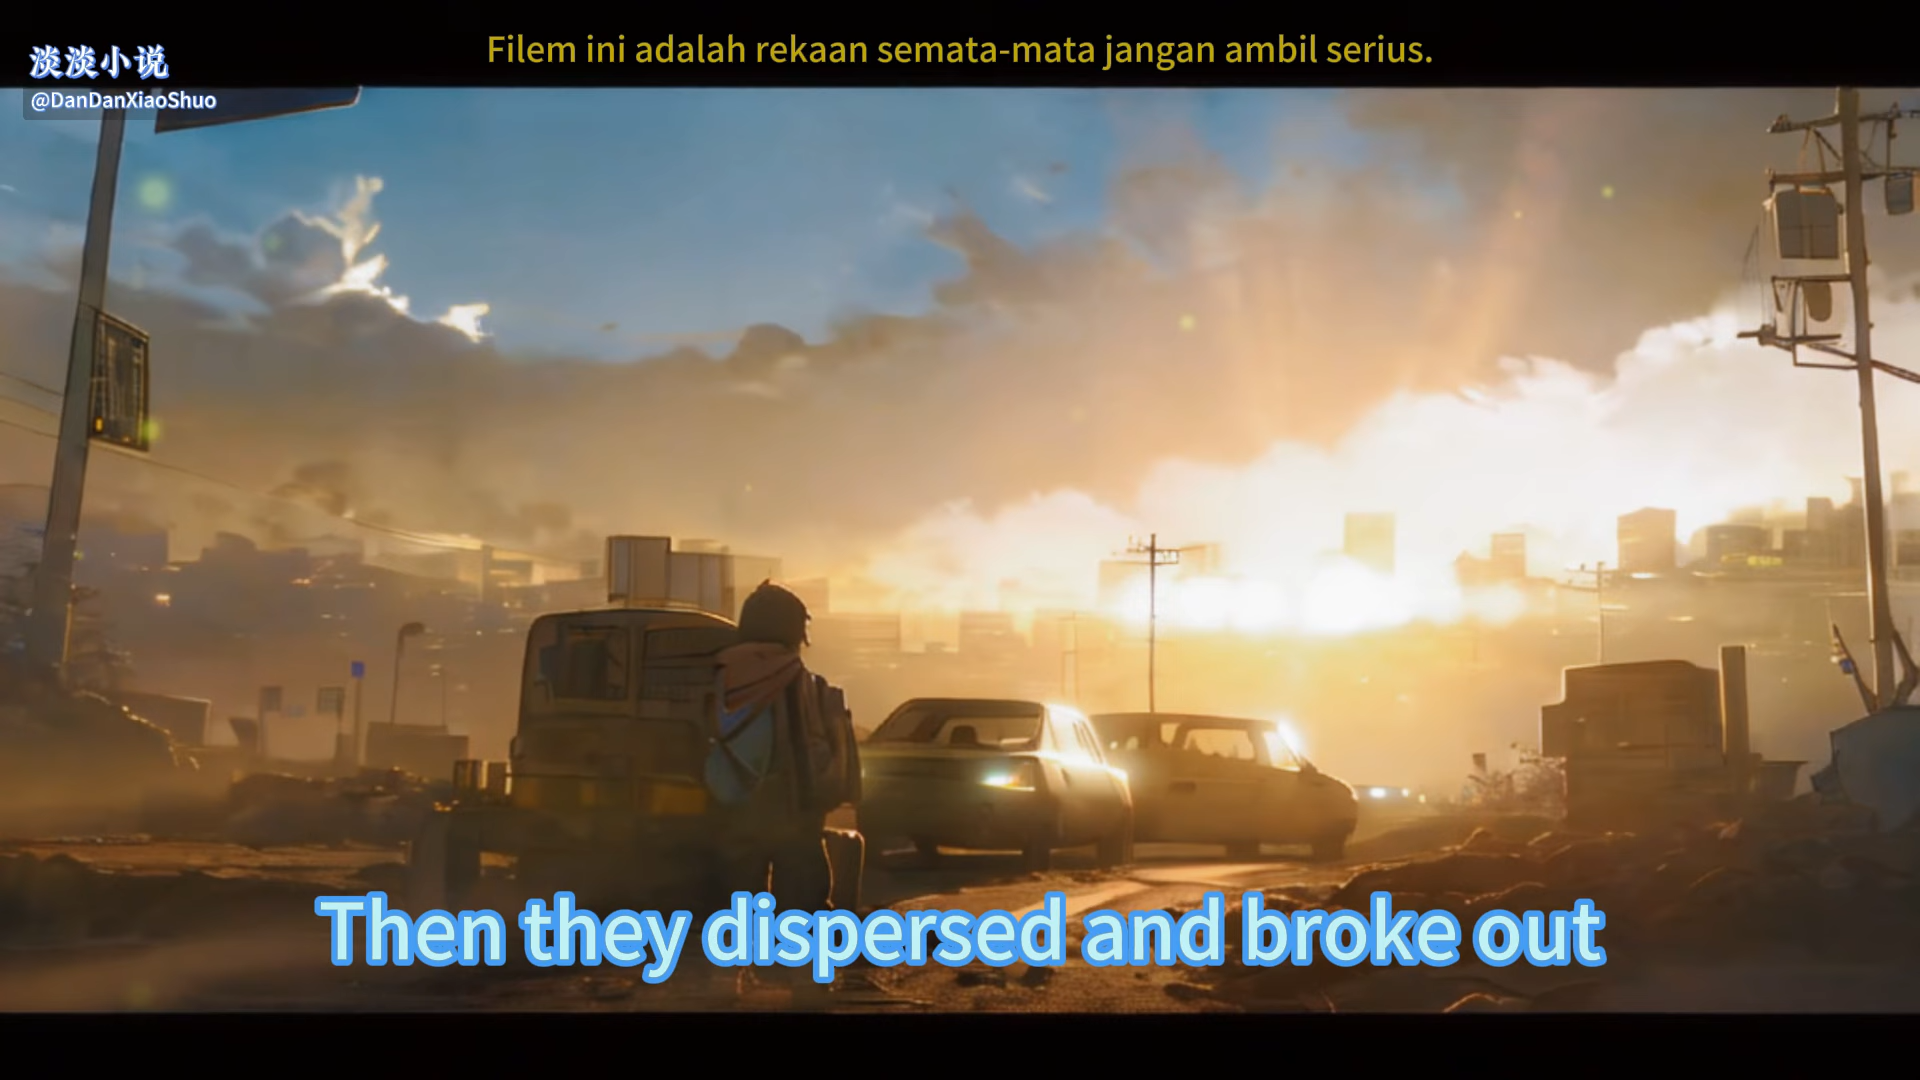 Filem ini adalah rekaan semata-mata jangan ambil serius.
淡淡小说
@DanDanXiaoShuo
Then they dispersed and broke out